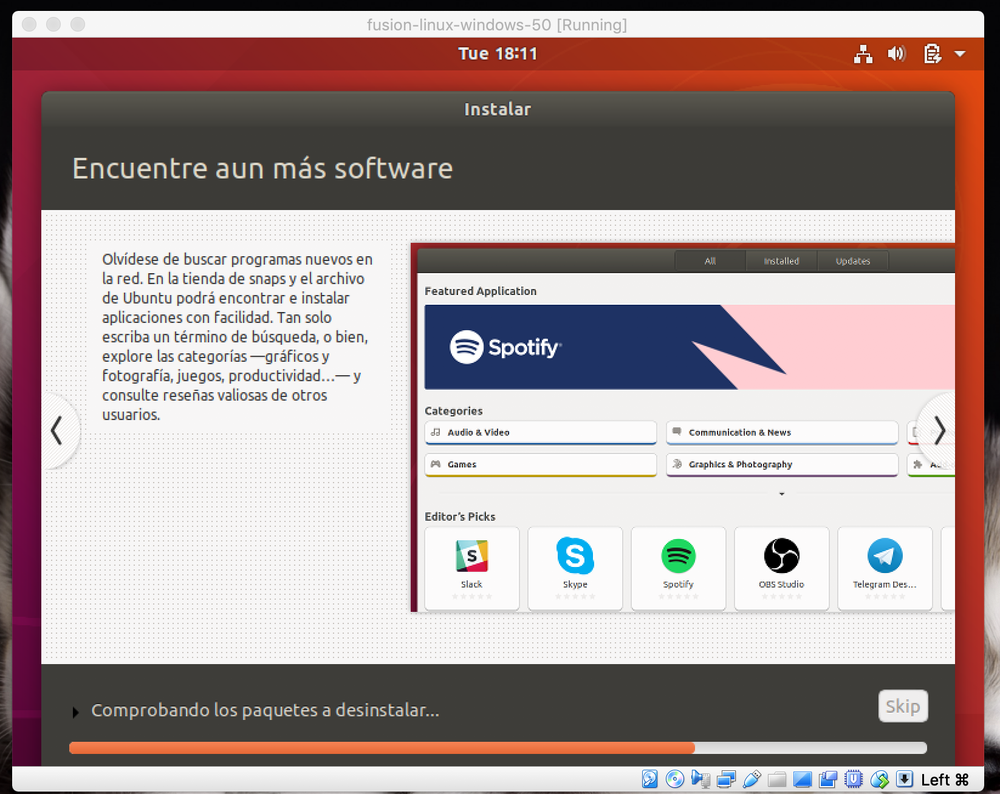 fusion-linux-windows-50 [Running]
Tue 18:11
Instalar
Encuentre aun más software
Olvídese de buscar programas nuevos en
la red. En la tienda de snaps y el archivo
de Ubuntu podrá encontrar e instalar
aplicaciones con facilidad. Tan solo
escriba un término de búsqueda, o bien,
explore las categorías —gráficos y
fotografía, juegos, productividad…— y
consulte reseñas valiosas de otros
usuarios.
All Installed Updates
Featured Application
Spotify
Categories
Audio & Video Communication & News
Games Graphics & Photography
Editor's Picks
S S
Slack Skype Spotify OBS Studio Telegram Des...
Comprobando los paquetes a desinstalar...
Skip
Left ⌘